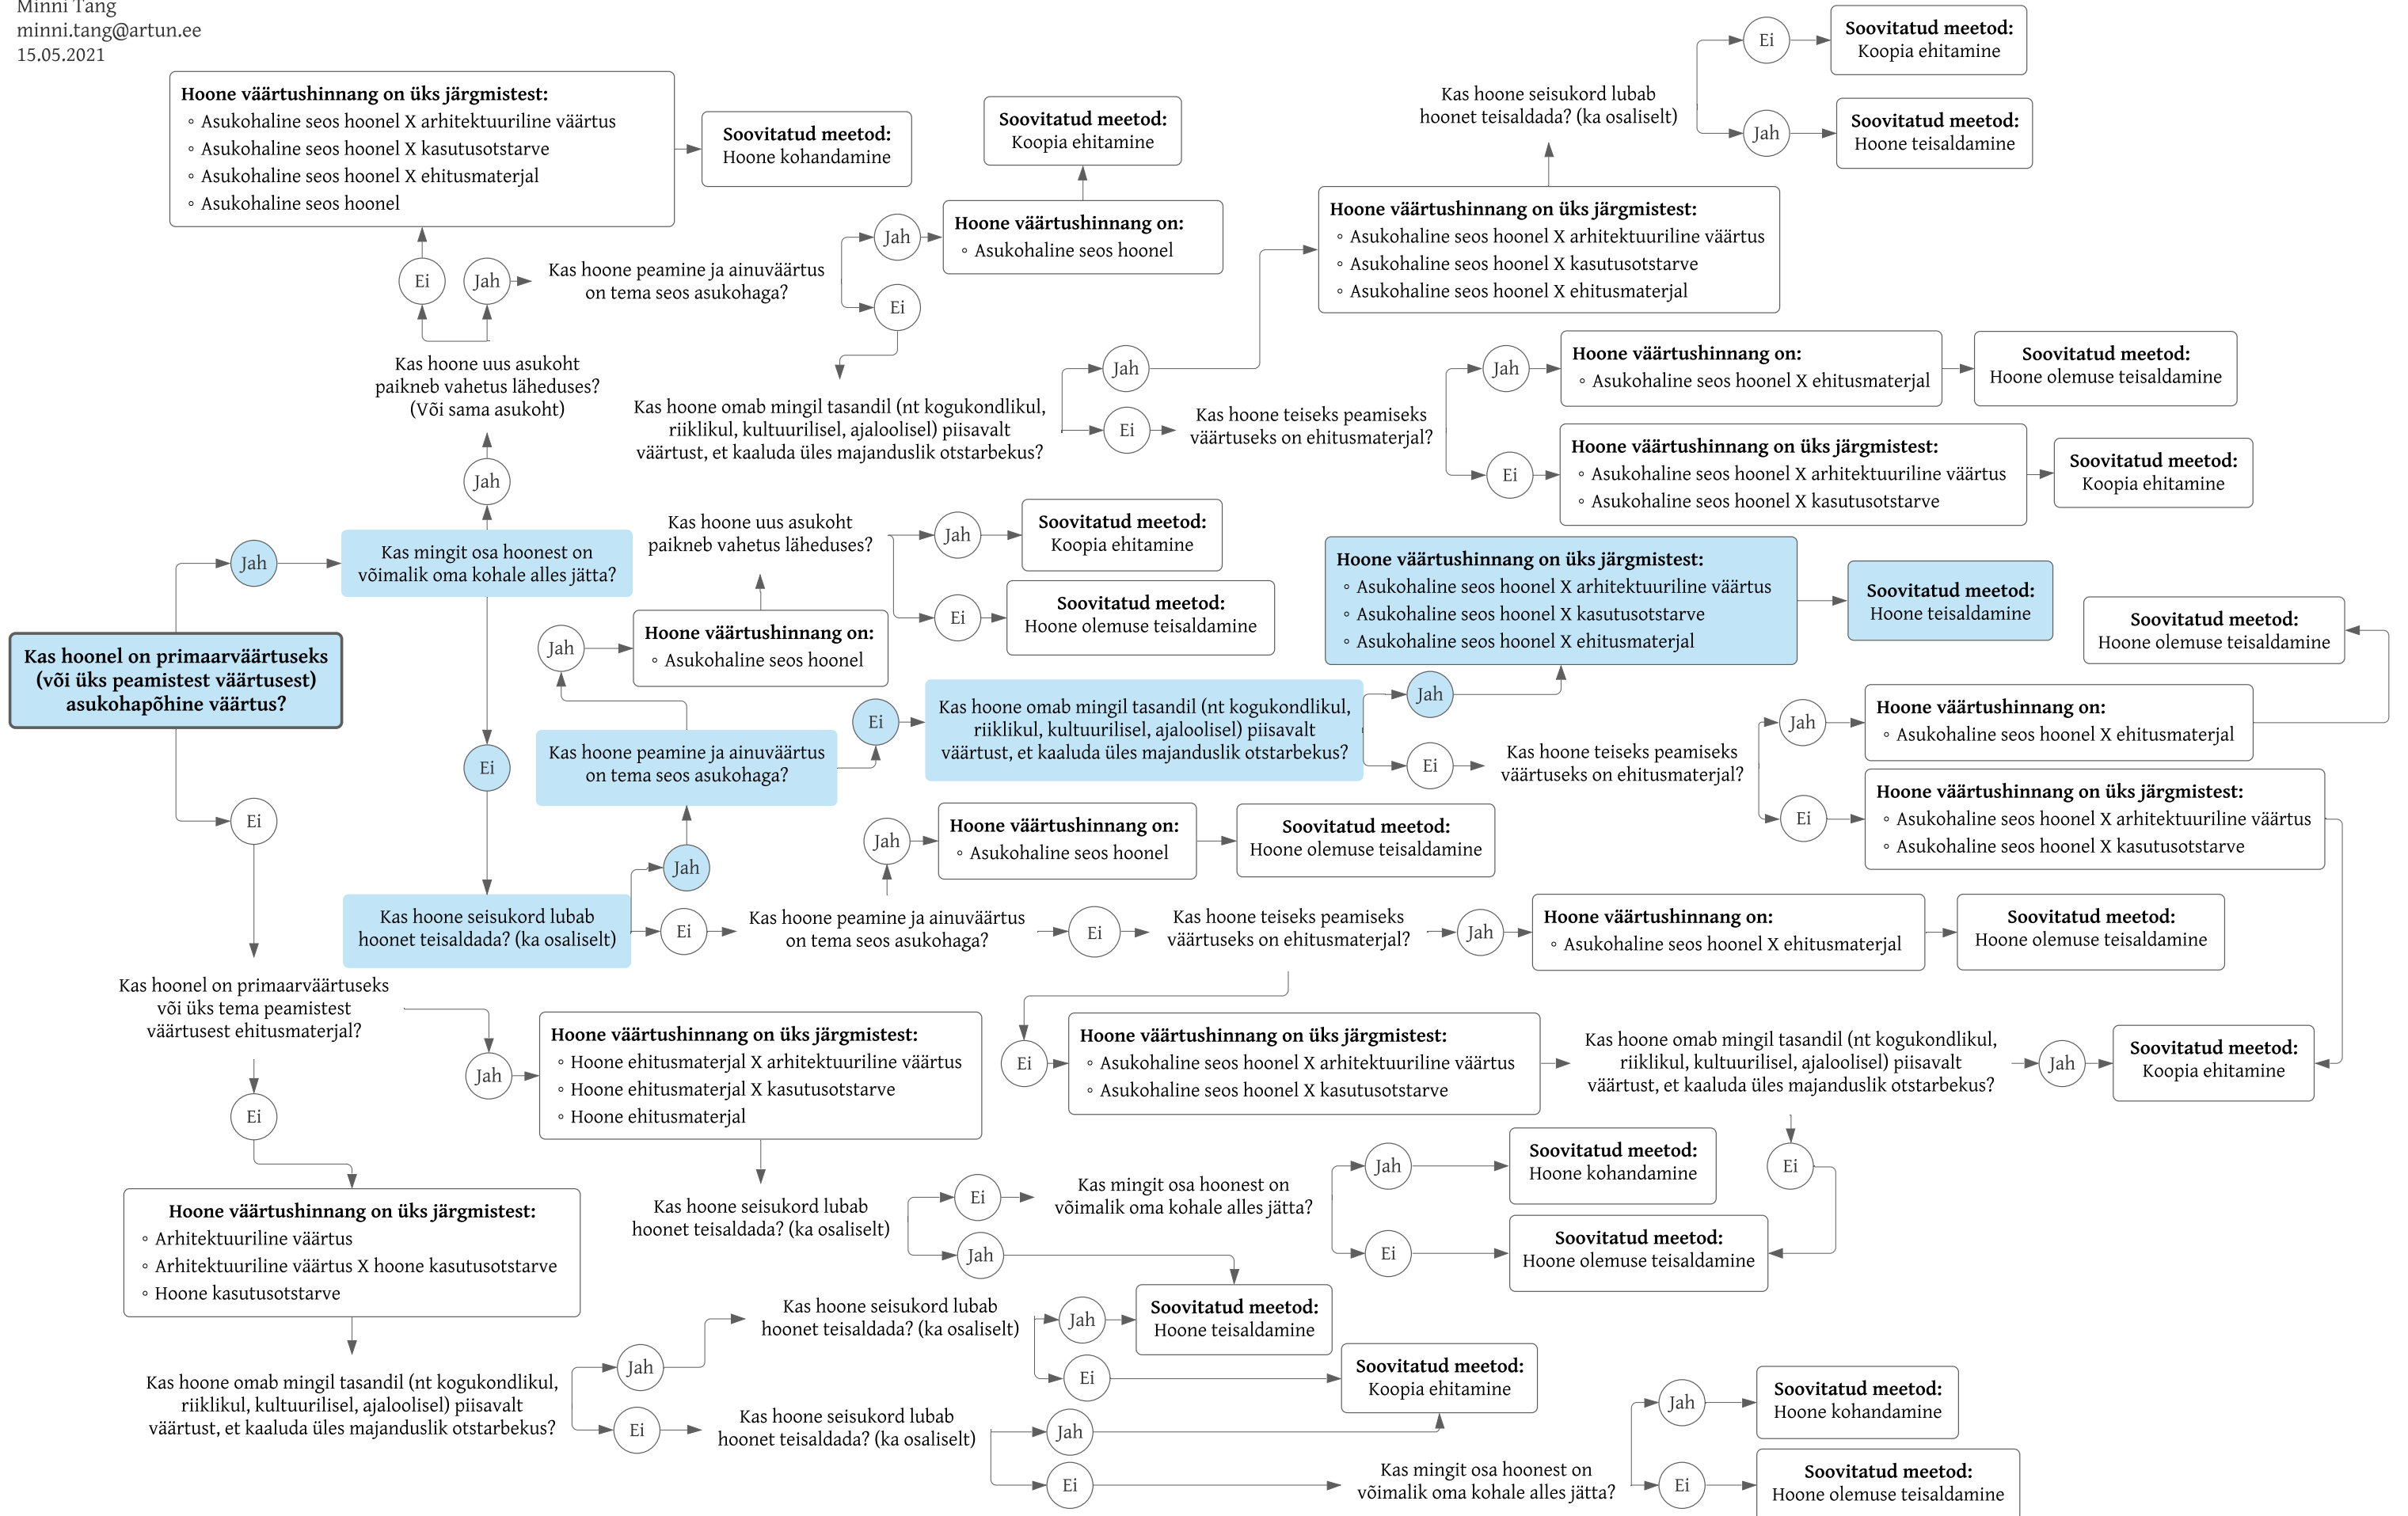 Minni Tang
minni.tang@artun.ee
15.05.2021
Hoone väärtushinnang on üks järgmistest:
◦ Asukohaline seos hoonel X arhitektuuriline väärtus
◦ Asukohaline seos hoonel X kasutusotstarve
◦ Asukohaline seos hoonel X ehitusmaterjal
◦ Asukohaline seos hoonel
Soovitatud meetod:
Hoone kohandamine
Ei
Jah
Kas hoone peamine ja ainuväärtus
on tema seos asukohaga?
Jah
Ei
Hoone väärtushinnang on:
◦ Asukohaline seos hoonel
Soovitatud meetod:
Koopia ehitamine
Kas hoone seisukord lubab
hoonet teisaldada? (ka osaliselt)
Ei
Soovitatud meetod:
Koopia ehitamine
Jah
Soovitatud meetod:
Hoone teisaldamine
Hoone väärtushinnang on üks järgmistest:
◦ Asukohaline seos hoonel X arhitektuuriline väärtus
◦ Asukohaline seos hoonel X kasutusotstarve
◦ Asukohaline seos hoonel X ehitusmaterjal
Kas hoone uus asukoht
paikneb vahetus läheduses?
(Või sama asukoht)
Jah
Kas hoone omab mingil tasandil (nt kogukondlikul,
riiklikul, kultuurilisel, ajaloolisel) piisavalt
väärtust, et kaaluda üles majanduslik otstarbekus?
Jah
Ei
Kas hoone teiseks peamiseks
väärtuseks on ehitusmaterjal?
Jah
Hoone väärtushinnang on:
◦ Asukohaline seos hoonel X ehitusmaterjal
Soovitatud meetod:
Hoone olemuse teisaldamine
Ei
Hoone väärtushinnang on üks järgmistest:
◦ Asukohaline seos hoonel X arhitektuuriline väärtus
◦ Asukohaline seos hoonel X kasutusotstarve
Soovitatud meetod:
Koopia ehitamine
Jah
Kas mingit osa hoonest on
võimalik oma kohale alles jätta?
Kas hoone uus asukoht
paikneb vahetus läheduses?
Jah
Soovitatud meetod:
Koopia ehitamine
Ei
Soovitatud meetod:
Hoone olemuse teisaldamine
Hoone väärtushinnang on üks järgmistest:
◦ Asukohaline seos hoonel X arhitektuuriline väärtus
◦ Asukohaline seos hoonel X kasutusotstarve
◦ Asukohaline seos hoonel X ehitusmaterjal
Soovitatud meetod:
Hoone teisaldamine
Soovitatud meetod:
Hoone olemuse teisaldamine
Kas hoonel on primaarväärtuseks
(või üks peamistest väärtusest)
asukohapõhine väärtus?
Jah
Hoone väärtushinnang on:
◦ Asukohaline seos hoonel
Ei
Kas hoone peamine ja ainuväärtus
on tema seos asukohaga?
Ei
Kas hoone omab mingil tasandil (nt kogukondlikul,
riiklikul, kultuurilisel, ajaloolisel) piisavalt
väärtust, et kaaluda üles majanduslik otstarbekus?
Jah
Ei
Kas hoone teiseks peamiseks
väärtuseks on ehitusmaterjal?
Jah
Hoone väärtushinnang on:
◦ Asukohaline seos hoonel X ehitusmaterjal
Ei
Hoone väärtushinnang on üks järgmistest:
◦ Asukohaline seos hoonel X arhitektuuriline väärtus
◦ Asukohaline seos hoonel X kasutusotstarve
Ei
Jah
Kas hoone seisukord lubab
hoonet teisaldada? (ka osaliselt)
Ei
Kas hoone peamine ja ainuväärtus
on tema seos asukohaga?
Jah
Hoone väärtushinnang on:
◦ Asukohaline seos hoonel
Soovitatud meetod:
Hoone olemuse teisaldamine
Ei
Kas hoone teiseks peamiseks
väärtuseks on ehitusmaterjal?
Jah
Hoone väärtushinnang on:
◦ Asukohaline seos hoonel X ehitusmaterjal
Soovitatud meetod:
Hoone olemuse teisaldamine
Kas hoonel on primaarväärtuseks
või üks tema peamistest
väärtusest ehitusmaterjal?
Jah
Hoone väärtushinnang on üks järgmistest:
◦ Hoone ehitusmaterjal X arhitektuuriline väärtus
◦ Hoone ehitusmaterjal X kasutusotstarve
◦ Hoone ehitusmaterjal
Ei
Hoone väärtushinnang on üks järgmistest:
◦ Asukohaline seos hoonel X arhitektuuriline väärtus
◦ Asukohaline seos hoonel X kasutusotstarve
Kas hoone omab mingil tasandil (nt kogukondlikul,
riiklikul, kultuurilisel, ajaloolisel) piisavalt
väärtust, et kaaluda üles majanduslik otstarbekus?
Jah
Soovitatud meetod:
Koopia ehitamine
Ei
Ei
Hoone väärtushinnang on üks järgmistest:
◦ Arhitektuuriline väärtus
◦ Arhitektuuriline väärtus X hoone kasutusotstarve
◦ Hoone kasutusotstarve
Kas hoone seisukord lubab
hoonet teisaldada? (ka osaliselt)
Ei
Kas mingit osa hoonest on
võimalik oma kohale alles jätta?
Jah
Soovitatud meetod:
Hoone kohandamine
Ei
Soovitatud meetod:
Hoone olemuse teisaldamine
Jah
Kas hoone seisukord lubab
hoonet teisaldada? (ka osaliselt)
Jah
Soovitatud meetod:
Hoone teisaldamine
Ei
Soovitatud meetod:
Koopia ehitamine
Kas hoone omab mingil tasandil (nt kogukondlikul,
riiklikul, kultuurilisel, ajaloolisel) piisavalt
väärtust, et kaaluda üles majanduslik otstarbekus?
Jah
Ei
Kas hoone seisukord lubab
hoonet teisaldada? (ka osaliselt)
Jah
Ei
Kas mingit osa hoonest on
võimalik oma kohale alles jätta?
Jah
Soovitatud meetod:
Hoone kohandamine
Ei
Soovitatud meetod:
Hoone olemuse teisaldamine